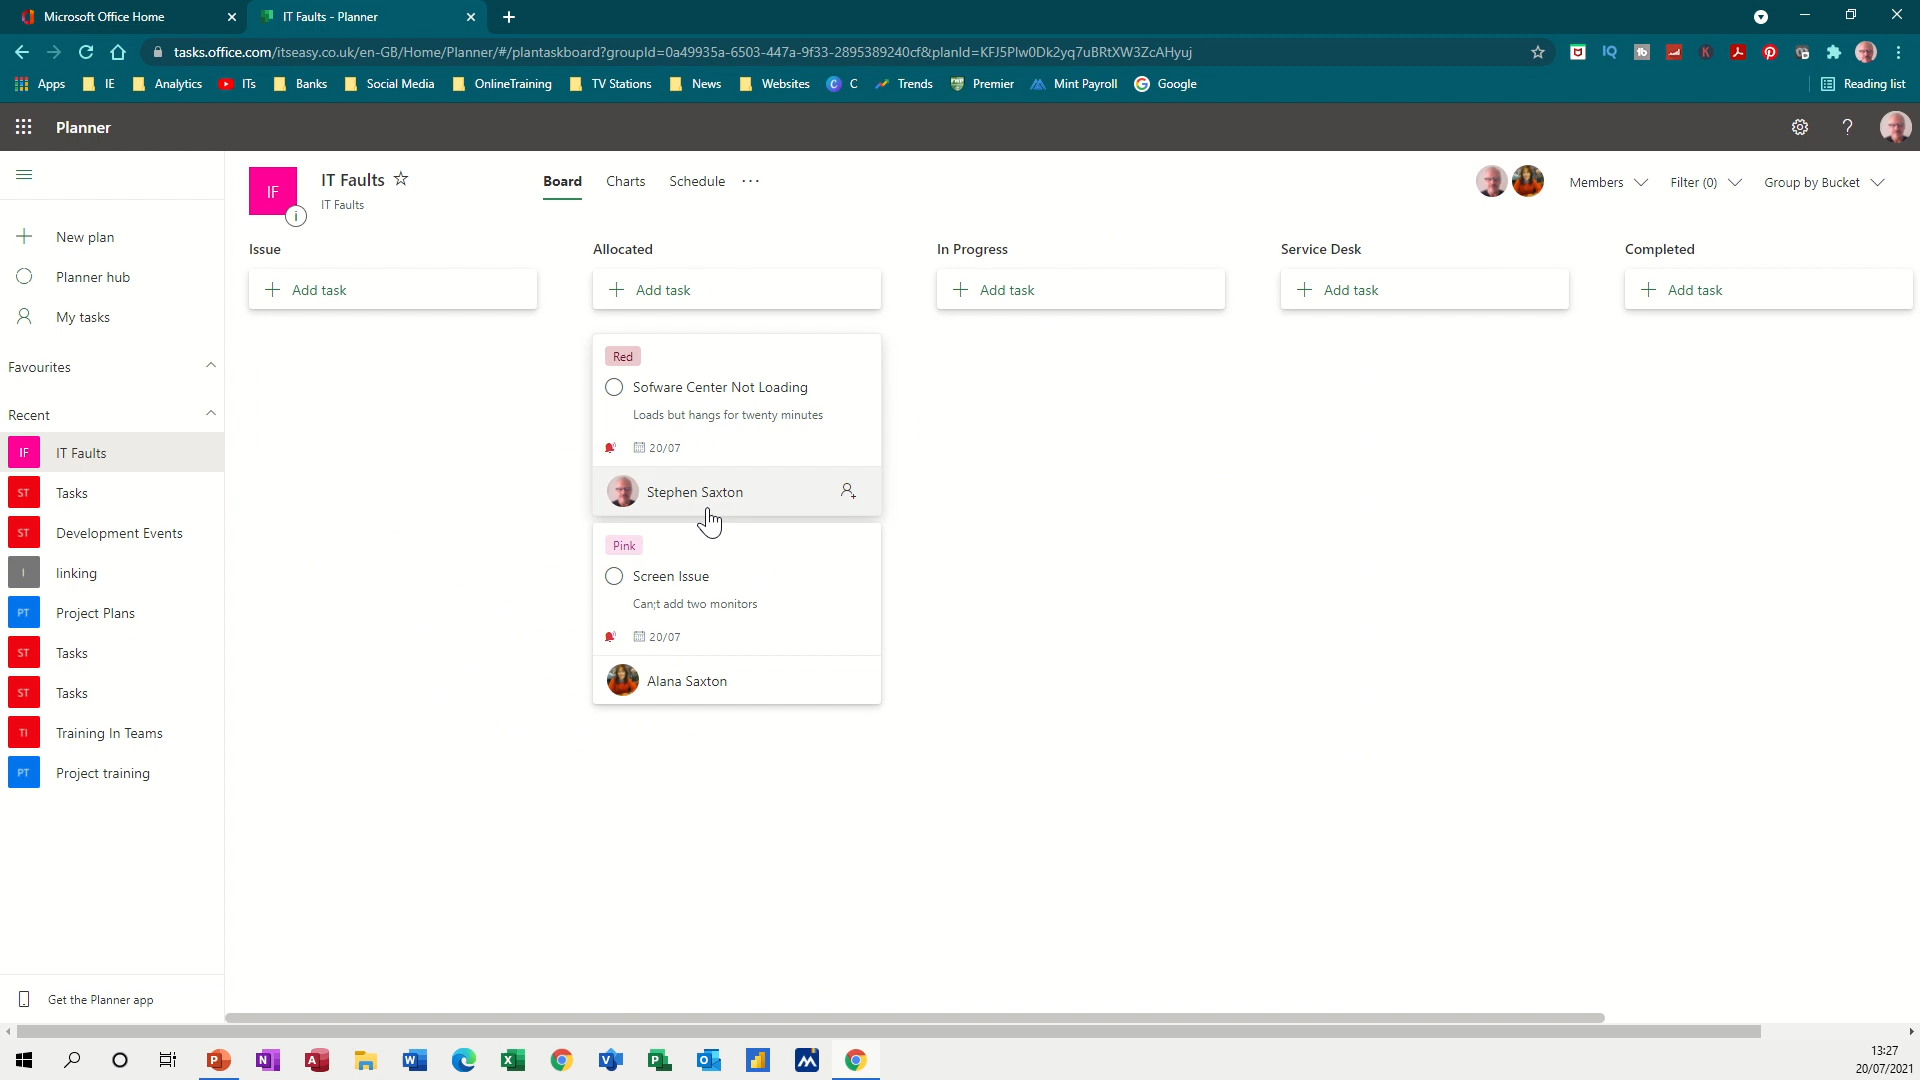 Microsoft Office Home
IT Faults - Planner
tasks.office.com/itseasy.co.uk/en-GB/Home/Planner/#/plantaskboard?groupId=0a49935a-6503-447a-9f33-2895389240cf&planId=KFJ5Plw0Dk2yq7uBRtXW3ZcAHyuj
Apps IE Analytics ITs Banks Social Media OnlineTraining TV Stations News Websites C Trends Premier Mint Payroll Google Reading list
Planner
IF
IT Faults
IT Faults
Board Charts Schedule
Members Filter (0) Group by Bucket
New plan
Planner hub
My tasks
Favourites
Recent
IF IT Faults
ST Tasks
ST Development Events
I linking
PT Project Plans
ST Tasks
ST Tasks
TI Training In Teams
PT Project training
Get the Planner app
Issue
Add task
Allocated
Add task
Red
Sofware Center Not Loading
Loads but hangs for twenty minutes
20/07
Stephen Saxton
Pink
Screen Issue
Can;t add two monitors
20/07
Alana Saxton
In Progress
Add task
Service Desk
Add task
Completed
Add task
13:27
20/07/2021